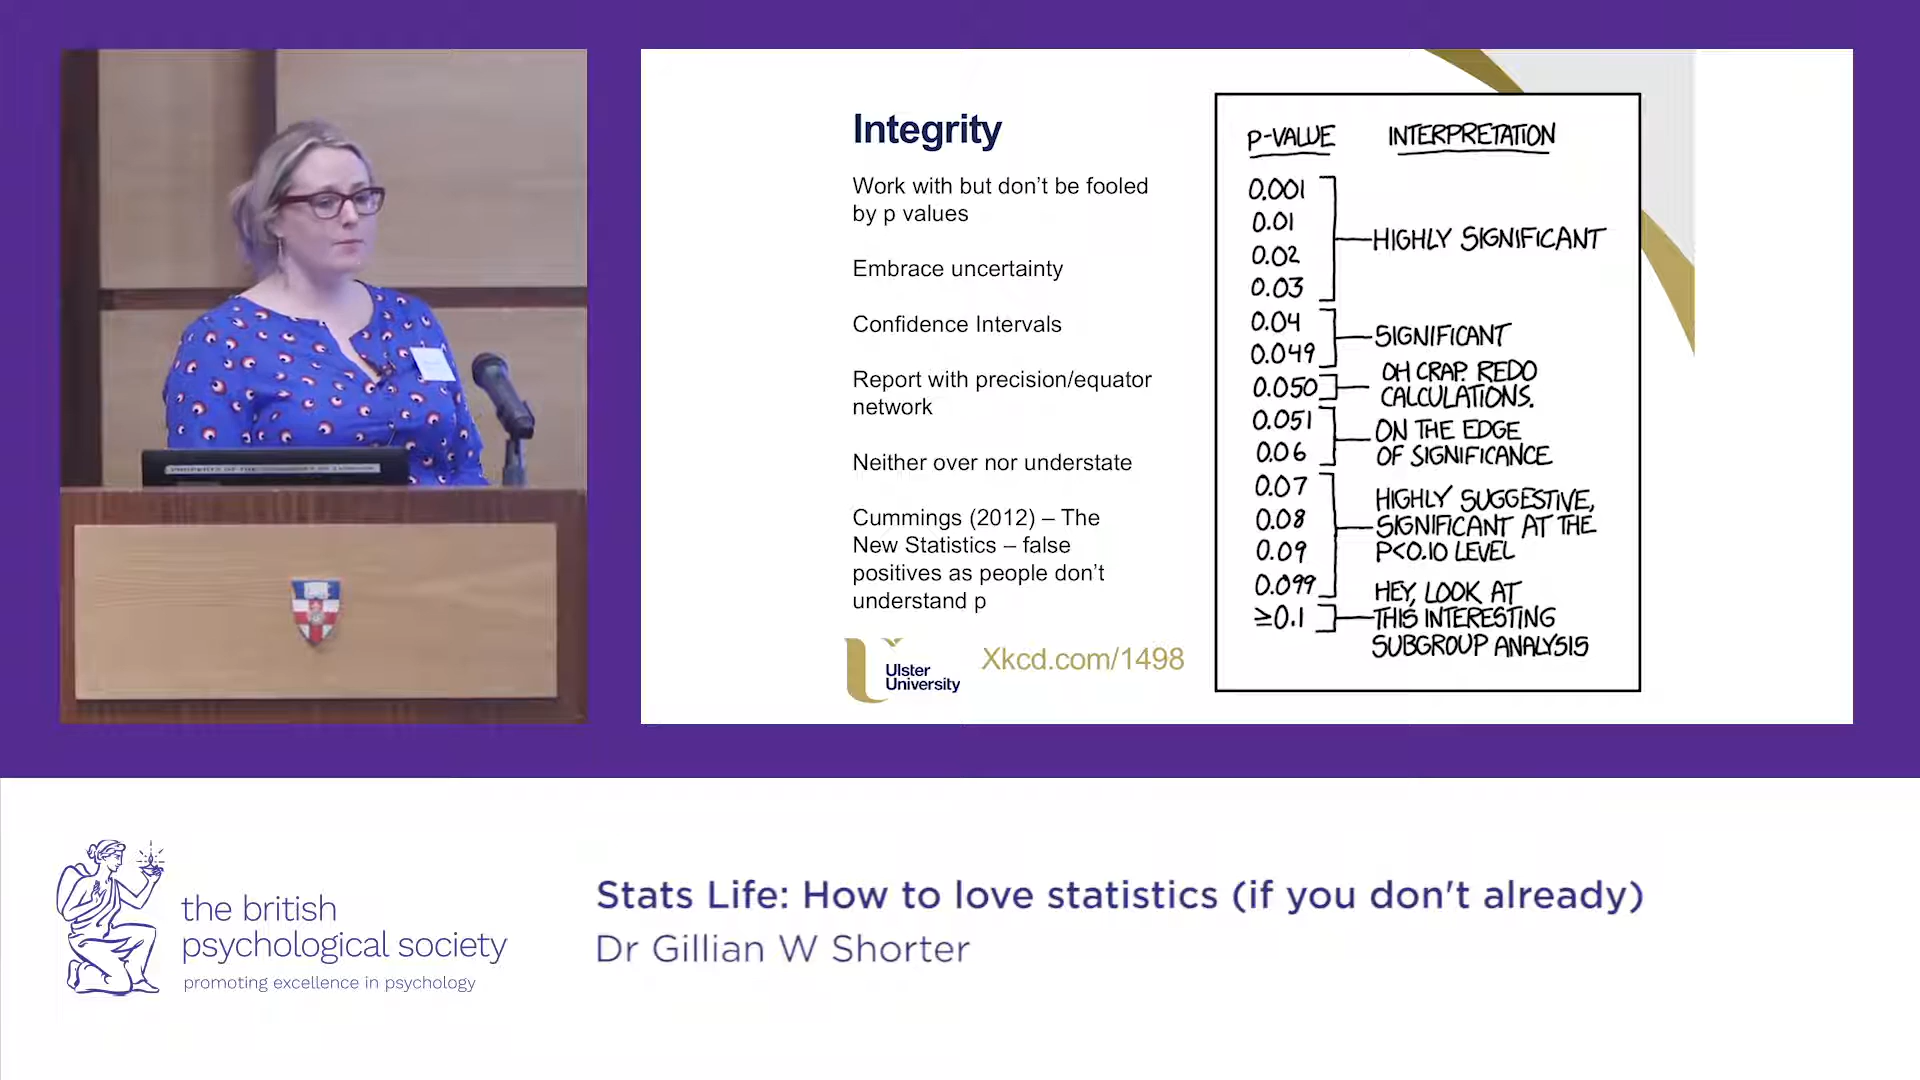 Integrity
Work with but don't be fooled
by p values
Embrace uncertainty
Confidence Intervals
Report with precision/equator
network
Neither over nor understate
Cummings (2012) – The
New Statistics – false
positives as people don't
understand p
Ulster
University
Xkcd.com/1498
P-VALUE INTERPRETATION
0.001
0.01
0.02
0.03
HIGHLY SIGNIFICANT
0.04
0.049
SIGNIFICANT
0.050
OH CRAP. REDO
CALCULATIONS.
0.051
0.06
ON THE EDGE
OF SIGNIFICANCE
0.07
0.08
0.09
0.099
HIGHLY SUGGESTIVE,
SIGNIFICANT AT THE
P<0.10 LEVEL
≥0.1
HEY, LOOK AT
THIS INTERESTING
SUBGROUP ANALYSIS
the british
psychological society
promoting excellence in psychology
Stats Life: How to love statistics (if you don't already)
Dr Gillian W Shorter